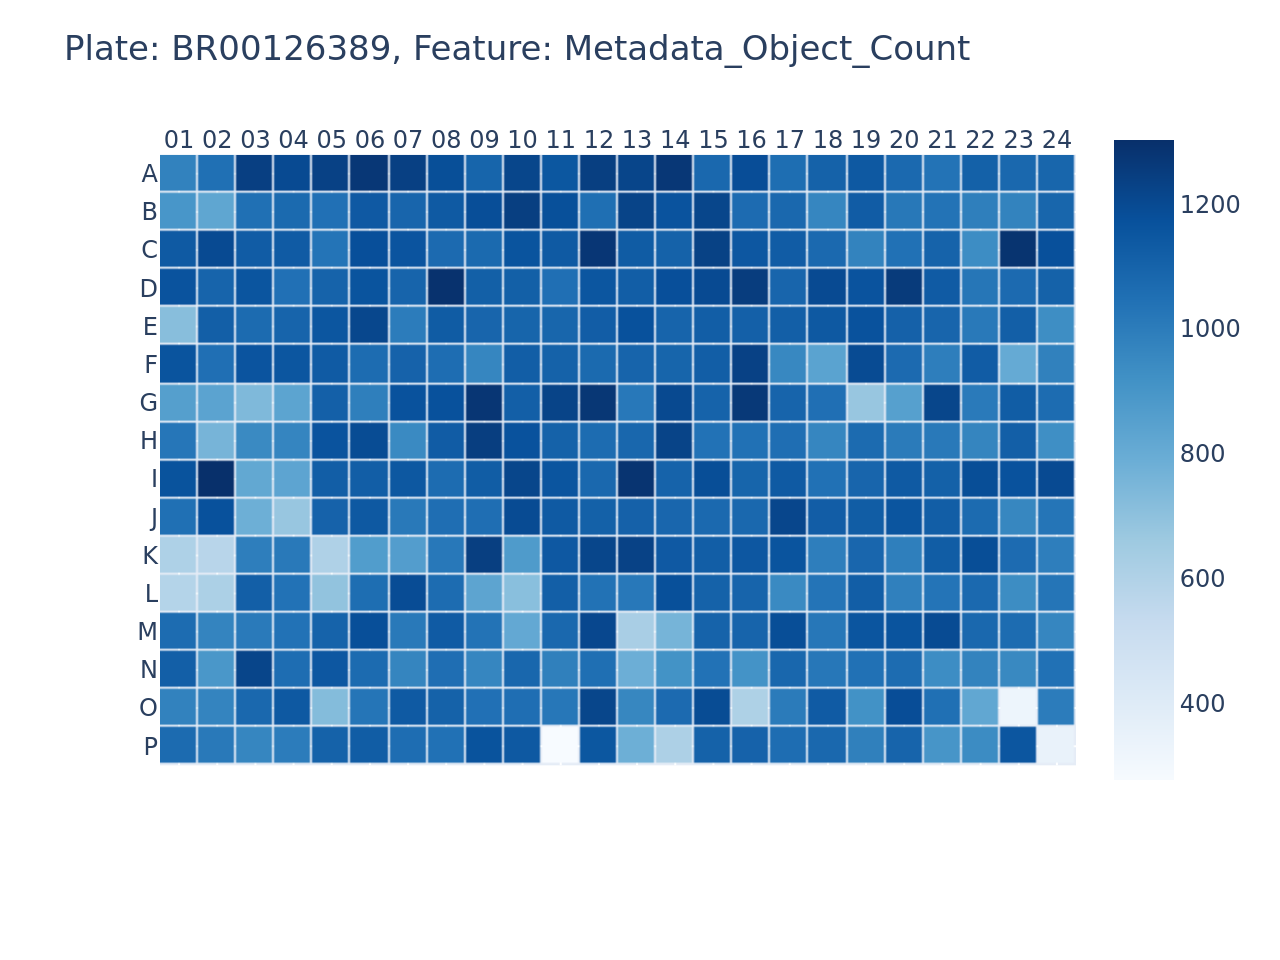 Plate: BR00126389, Feature: Metadata_Object_Count
01 02 03 04 05 06 07 08 09 10 11 12 13 14 15 16 17 18 19 20 21 22 23 24
A
B
C
D
E
F
G
H
I
J
K
L
M
N
O
P
1200
1000
800
600
400